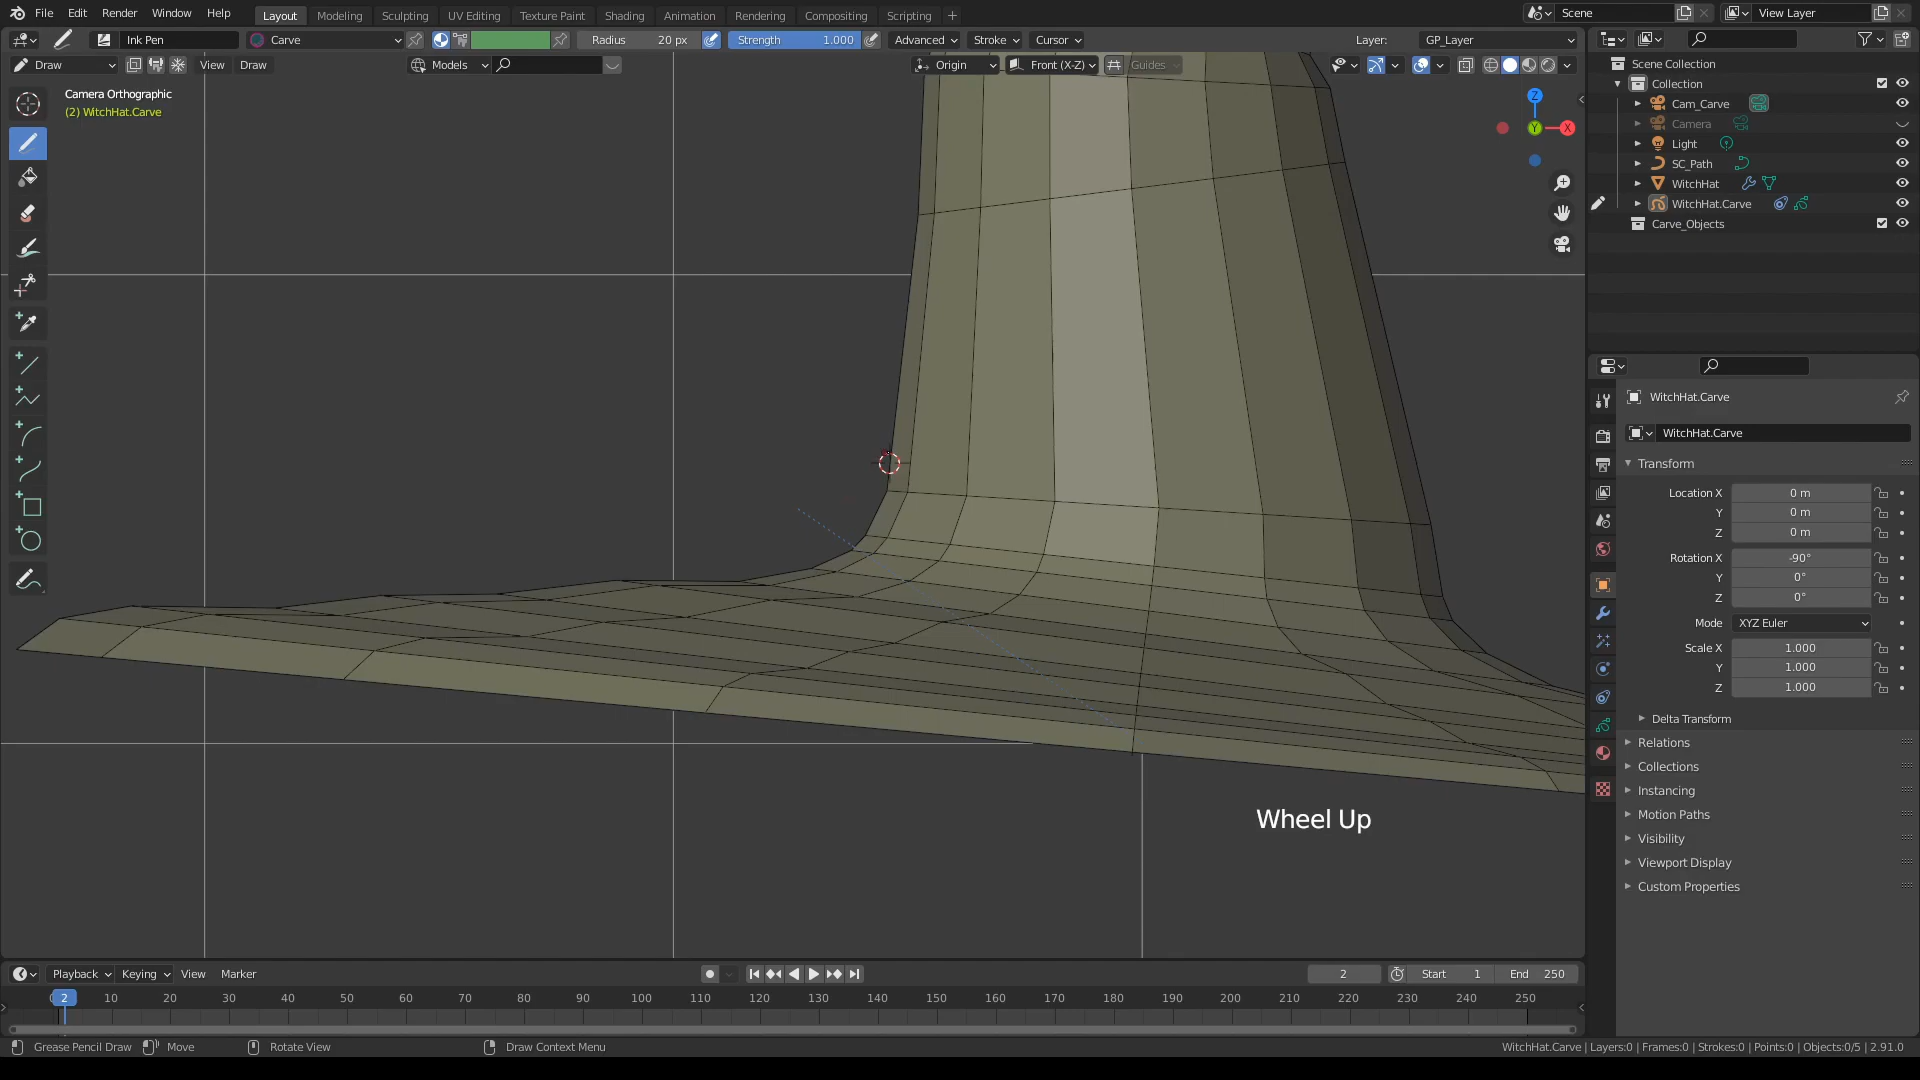 File Edit Render Window Help Layout Modeling Sculpting UV Editing Texture Paint Shading Animation Rendering Compositing Scripting + Scene View Layer
Ink Pen Carve Radius 20 px Strength 1.000 Advanced Stroke Cursor Layer: GP_Layer
Draw View Draw Models Origin Front (X-Z) Guides
Camera Orthographic
(2) WitchHat.Carve
Z
Y
X
Scene Collection
Collection
Cam_Carve
Camera
Light
SC_Path
WitchHat
WitchHat.Carve
Carve_Objects
WitchHat.Carve
WitchHat.Carve
Transform
Location X 0 m
Y 0 m
Z 0 m
Rotation X -90°
Y 0°
Z 0°
Mode XYZ Euler
Scale X 1.000
Y 1.000
Z 1.000
Delta Transform
Relations
Collections
Instancing
Motion Paths
Visibility
Viewport Display
Custom Properties
Wheel Up
Playback Keying View Marker 2 Start 1 End 250
2 10 20 30 40 50 60 70 80 90 100 110 120 130 140 150 160 170 180 190 200 210 220 230 240 250
Grease Pencil Draw Move Rotate View Draw Context Menu WitchHat.Carve | Layers:0 | Frames:0 | Strokes:0 | Points:0 | Objects:0/5 | 2.91.0